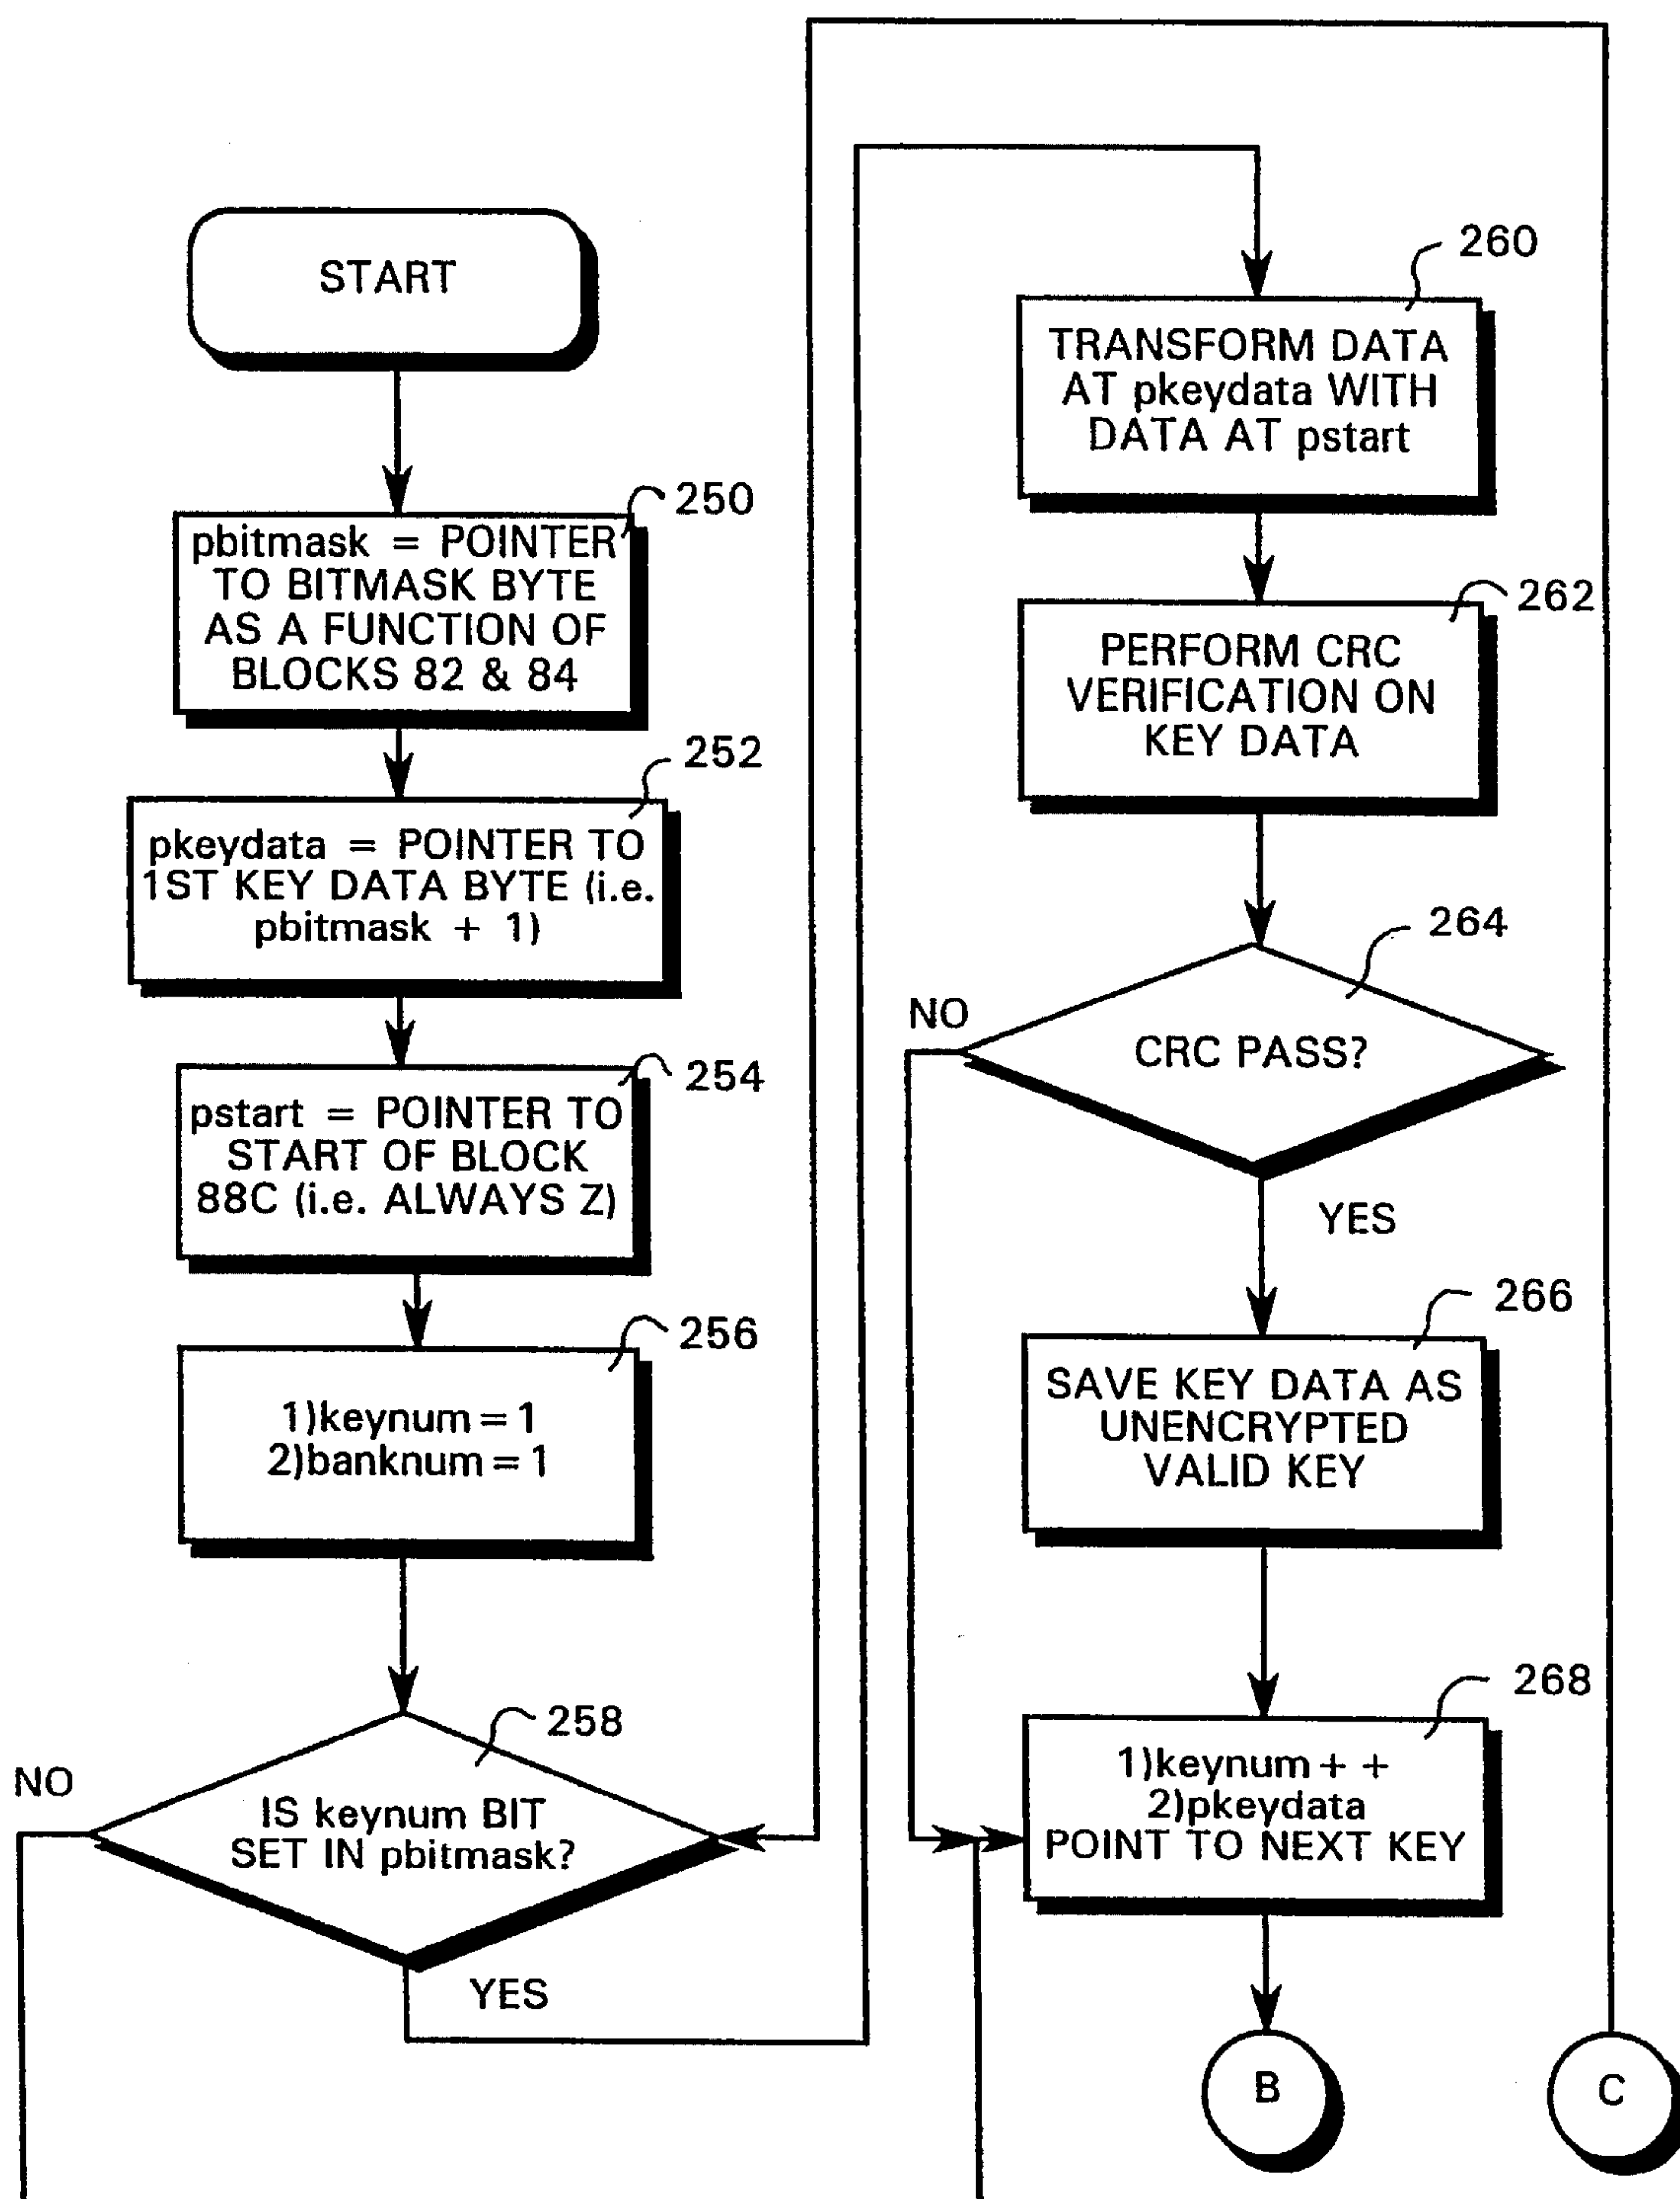 START
250
pbitmask = POINTER
TO BITMASK BYTE
AS A FUNCTION OF
BLOCKS 82 & 84
252
pkeydata = POINTER TO
1ST KEY DATA BYTE (i.e.
pbitmask + 1)
254
pstart = POINTER TO
START OF BLOCK
88C (i.e. ALWAYS Z)
256
1)keynum = 1
2)banknum = 1
258
NO
IS keynum BIT
SET IN pbitmask?
YES
260
TRANSFORM DATA
AT pkeydata WITH
DATA AT pstart
262
PERFORM CRC
VERIFICATION ON
KEY DATA
264
NO
CRC PASS?
YES
266
SAVE KEY DATA AS
UNENCRYPTED
VALID KEY
268
1)keynum + +
2)pkeydata
POINT TO NEXT KEY
B
C